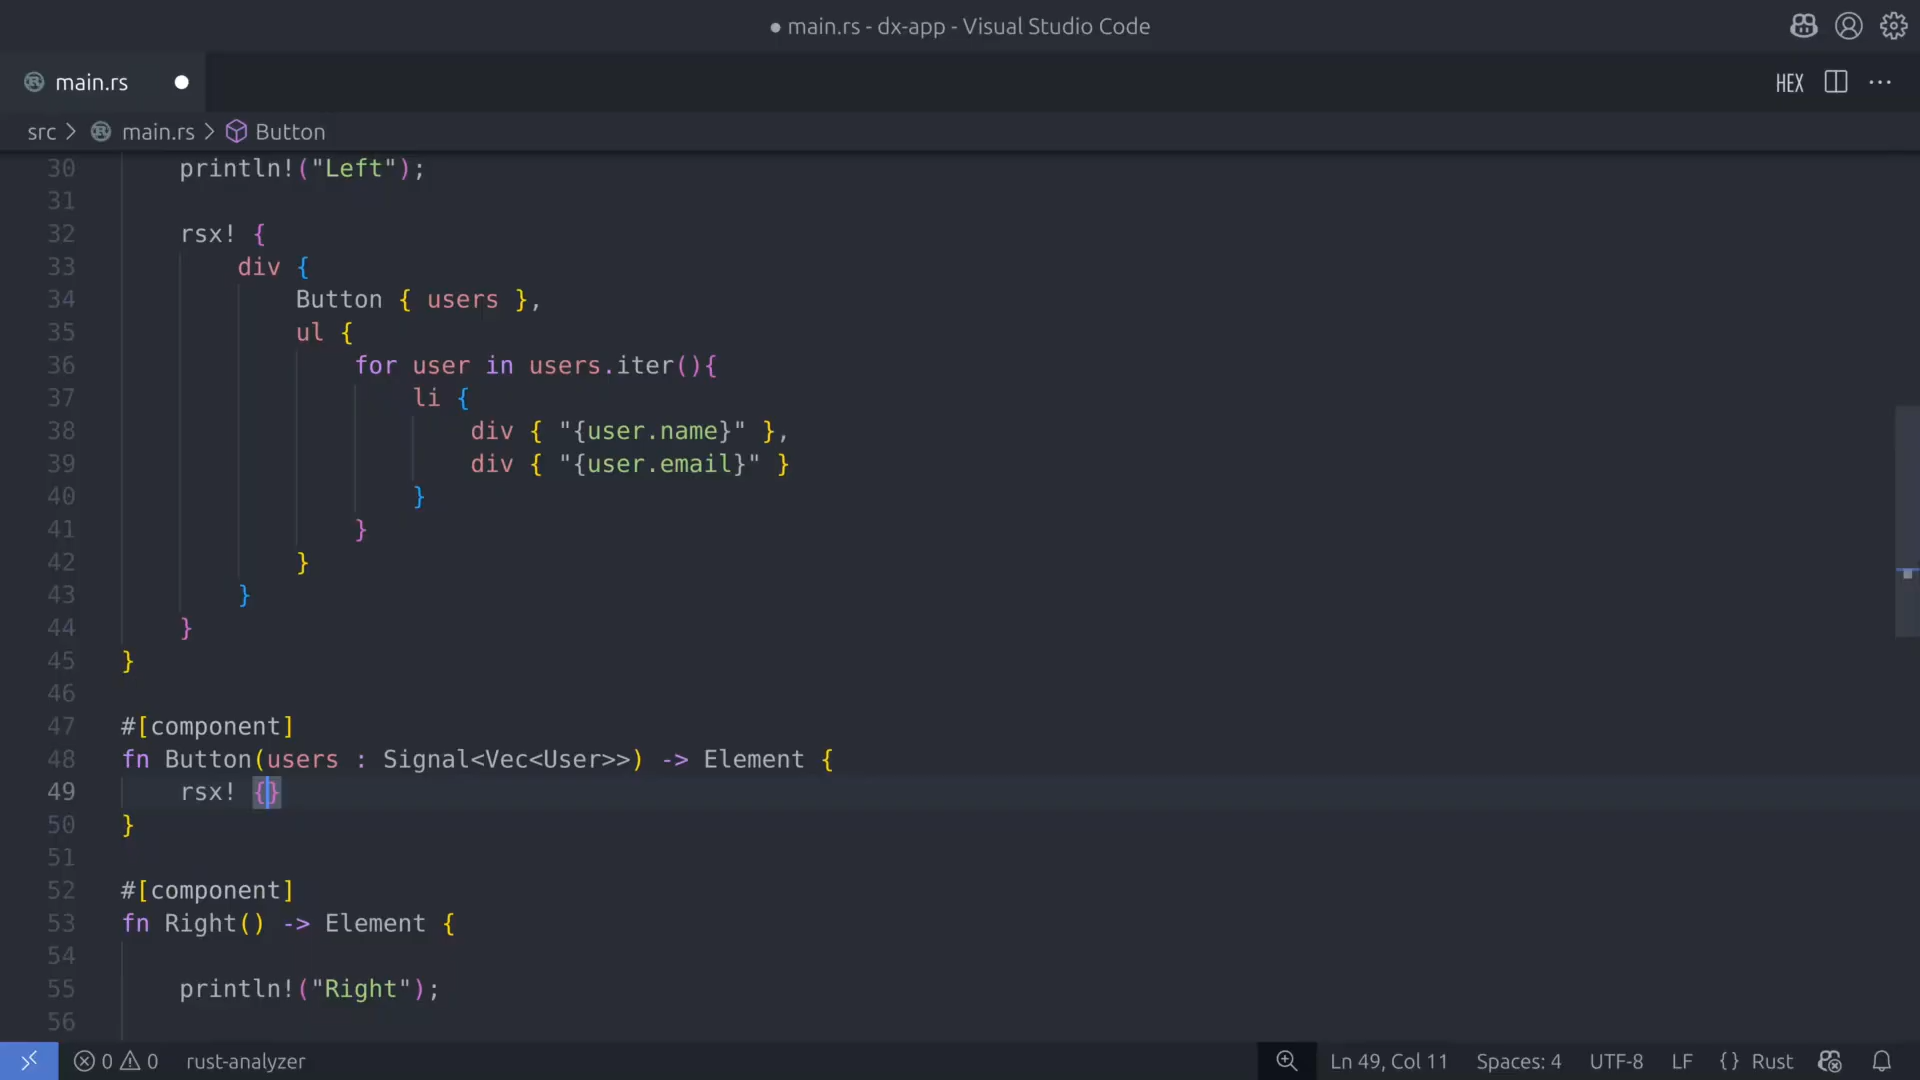 ● main.rs - dx-app - Visual Studio Code
main.rs
HEX
src > main.rs > Button
30 println!("Left");
31
32 rsx! {
33 div {
34 Button { users },
35 ul {
36 for user in users.iter(){
37 li {
38 div { "{user.name}" },
39 div { "{user.email}" }
40 }
41 }
42 }
43 }
44 }
45 }
46
47 #[component]
48 fn Button(users : Signal<Vec<User>>) -> Element {
49 rsx! {}
50 }
51
52 #[component]
53 fn Right() -> Element {
54
55 println!("Right");
56
0 0 rust-analyzer Ln 49, Col 11 Spaces: 4 UTF-8 LF {} Rust